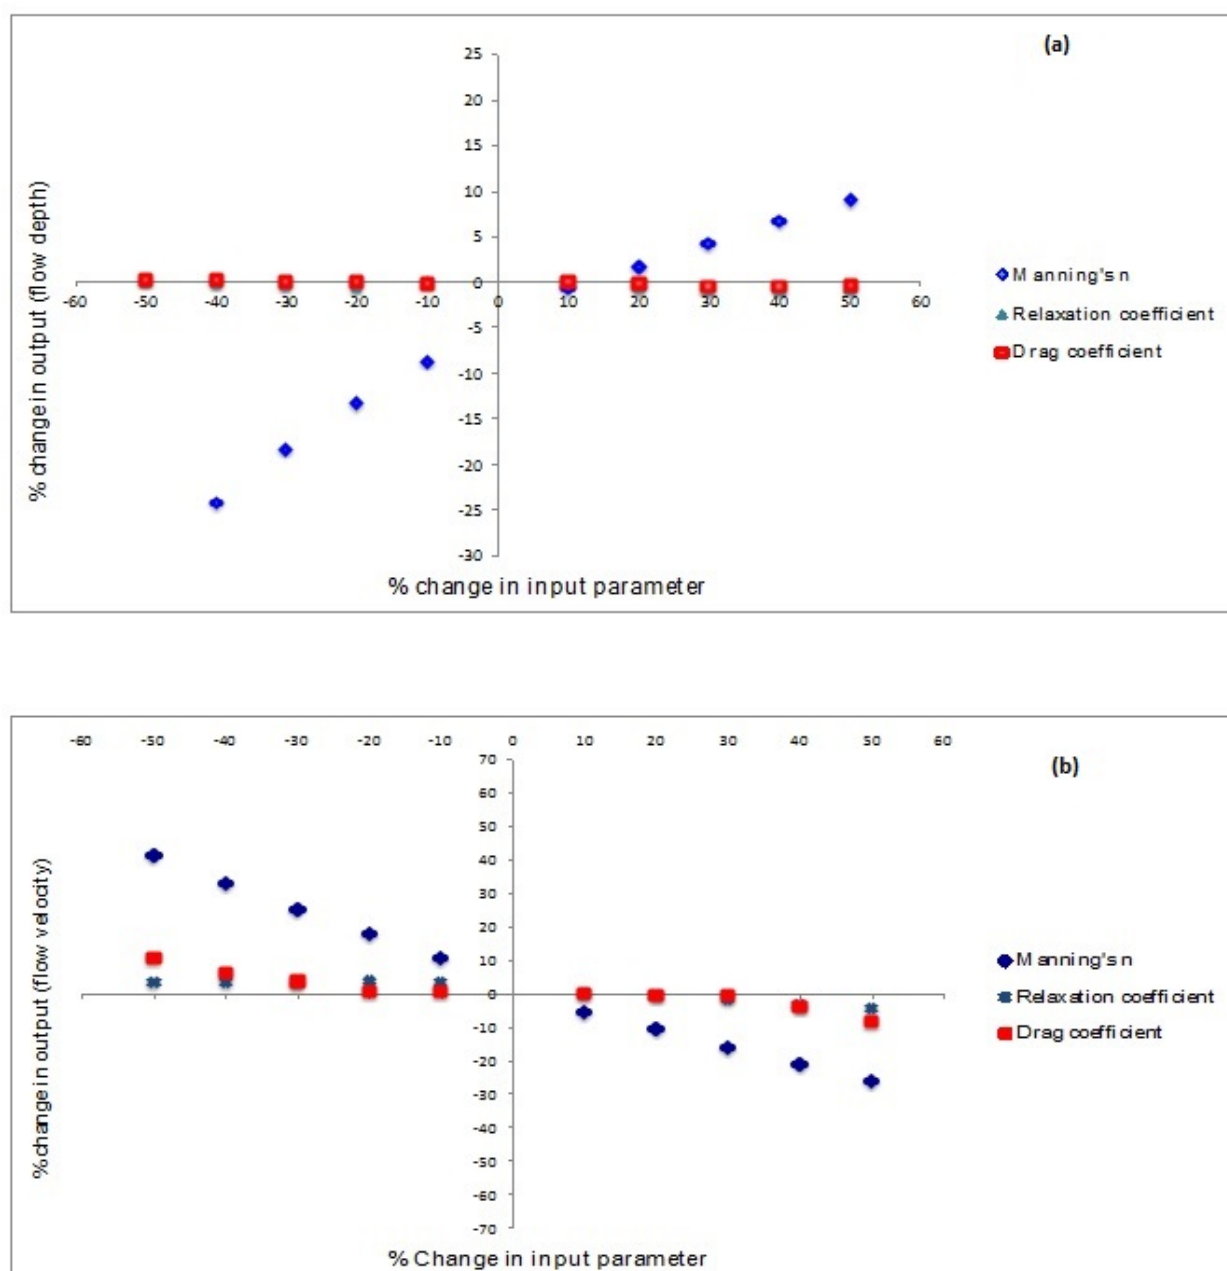 (a)
25
20
15
10
5
0
-5
-10
-15
-20
-25
-30
-60 -50 -40 -30 -20 -10 0 10 20 30 40 50 60
% change in output (flow depth)
% change in input parameter
Manning's n
Relaxation coefficient
Drag coefficient
(b)
-60 -50 -40 -30 -20 -10 0 10 20 30 40 50 60
70
60
50
40
30
20
10
0
-10
-20
-30
-40
-50
-60
-70
%change in output (flow velocity)
% Change in input parameter
Manning's n
Relaxation coefficient
Drag coefficient